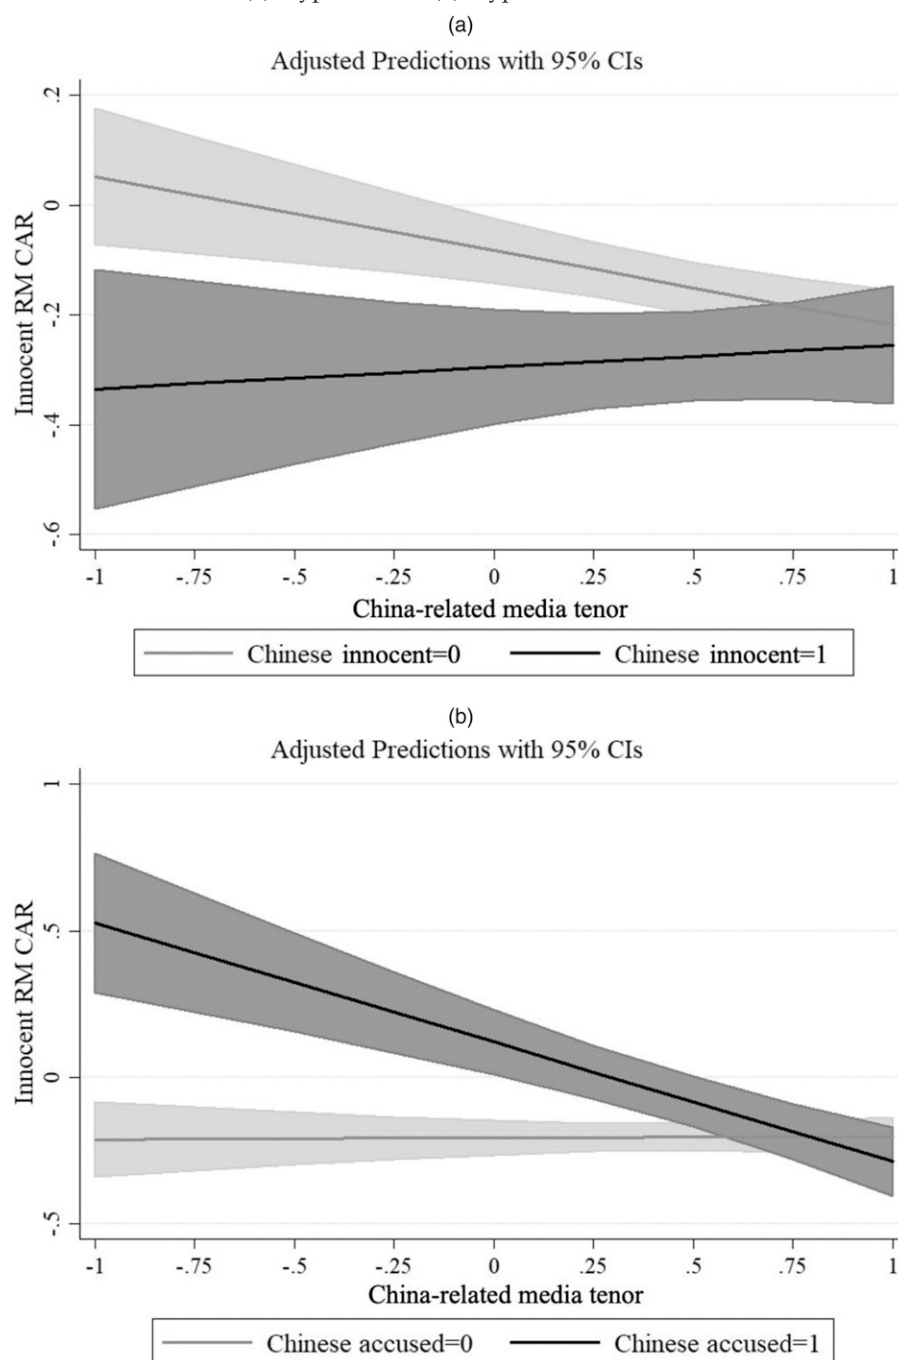 (a)
Adjusted Predictions with 95% CIs
Innocent RM CAR
.2
0
-.2
-.4
-.6
-1 -.75 -.5 -.25 0 .25 .5 .75 1
China-related media tenor
Chinese innocent=0 Chinese innocent=1
(b)
Adjusted Predictions with 95% CIs
Innocent RM CAR
1
.5
0
-.5
-1 -.75 -.5 -.25 0 .25 .5 .75 1
China-related media tenor
Chinese accused=0 Chinese accused=1